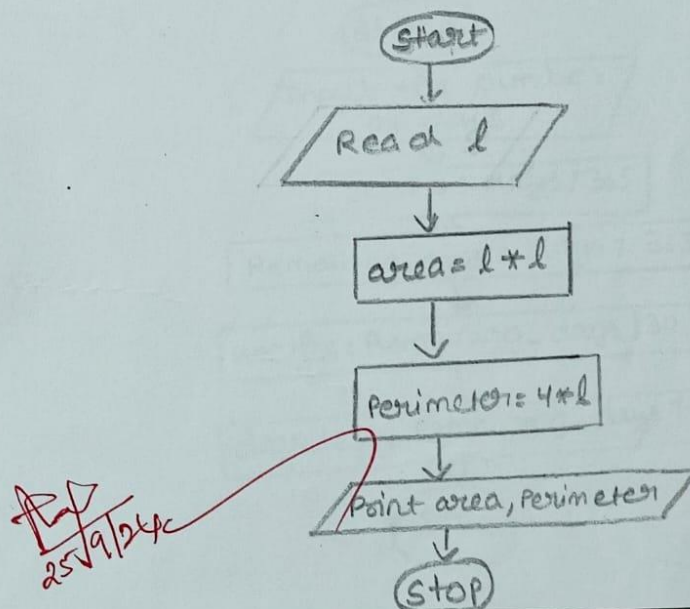 Start
Read l
area = l * l
Perimeter = 4 * l
Print area, Perimeter
25/9/24
Stop